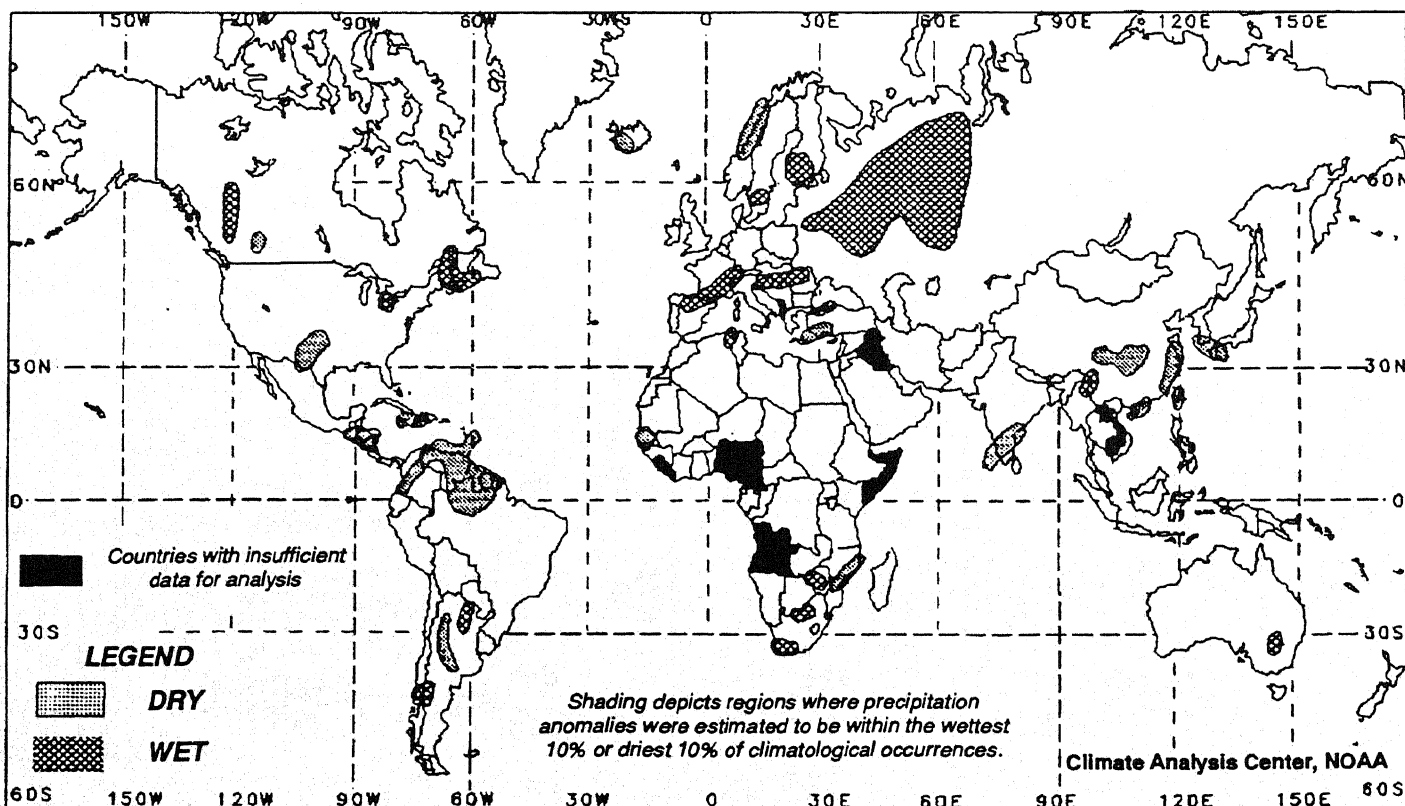 150W 120W 90W 60W 30W 0 30E 60E 90E 120E 150E
60N 60N
30N 30N
0 0
Countries with insufficient
data for analysis
30S 30S
LEGEND
DRY
WET
Shading depicts regions where precipitation
anomalies were estimated to be within the wettest
10% or driest 10% of climatological occurrences.
Climate Analysis Center, NOAA
60S 150W 120W 90W 60W 30W 0 30E 60E 90E 120E 150E 60S